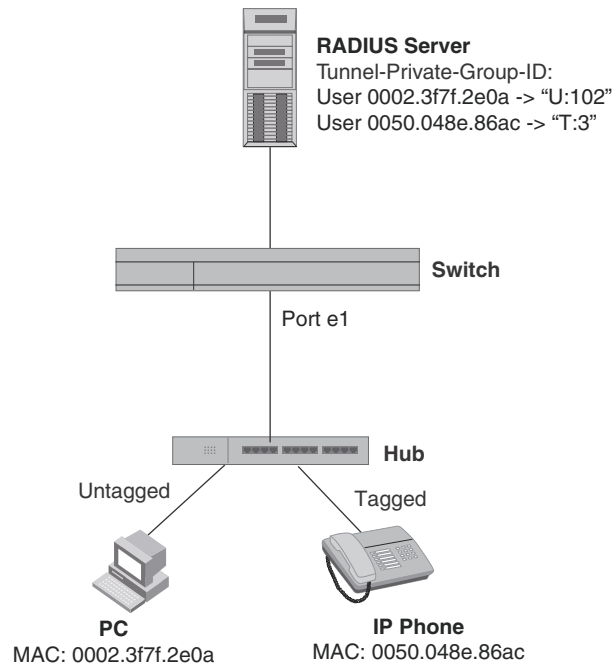 RADIUS Server
Tunnel-Private-Group-ID:
User 0002.3f7f.2e0a -> “U:102”
User 0050.048e.86ac -> “T:3”
Switch
Port e1
Hub
Untagged
Tagged
PC
MAC: 0002.3f7f.2e0a
IP Phone
MAC: 0050.048e.86ac